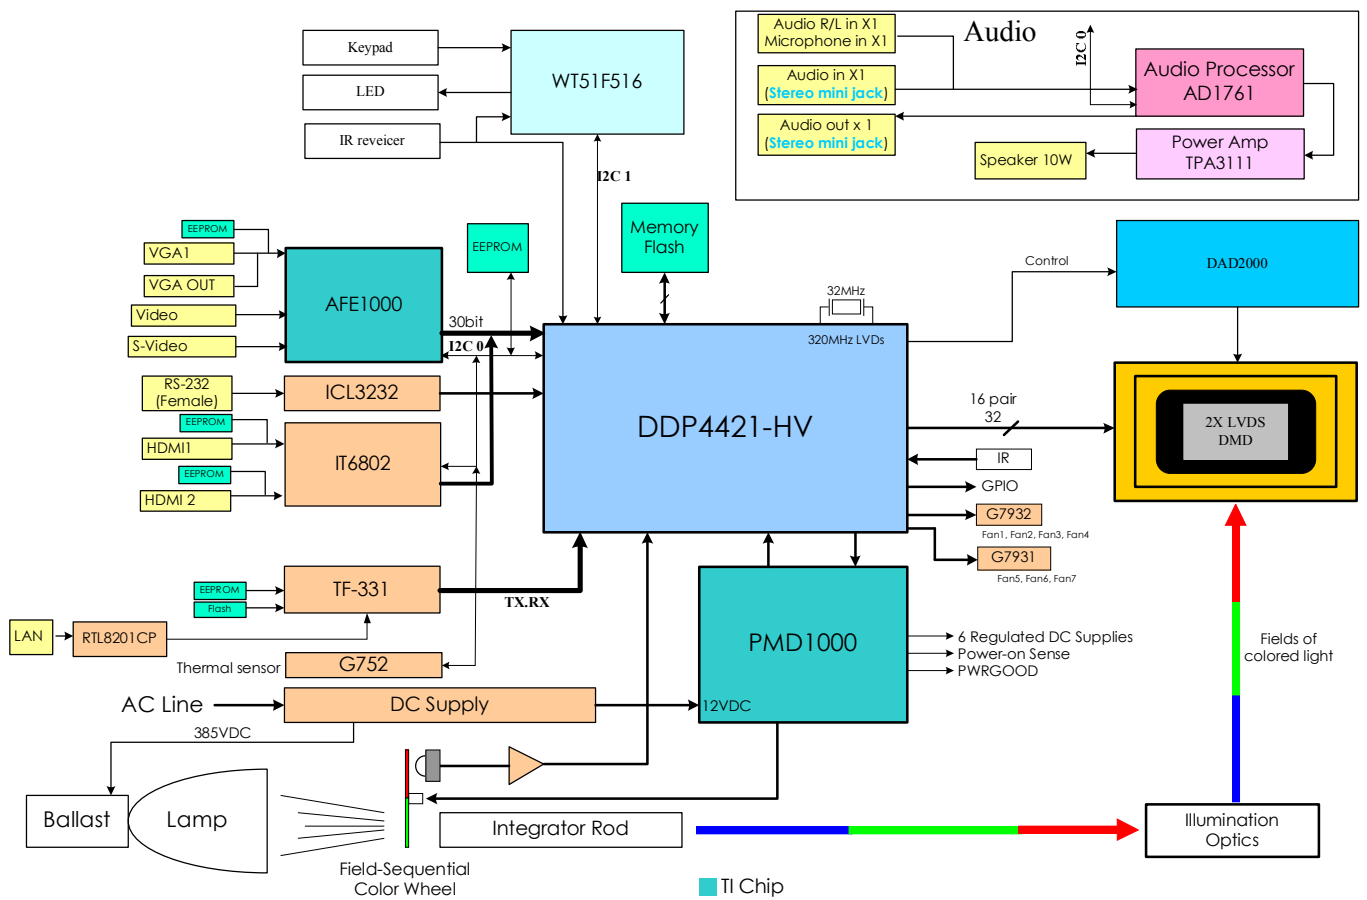 Keypad
LED
IR reveicer
WT51F516
I2C 1
Audio
Audio R/L in X1
Microphone in X1
Audio in X1
(Stereo mini jack)
Audio out x 1
(Stereo mini jack)
I2C 0
Audio Processor
AD1761
Power Amp
TPA3111
Speaker 10W
EEPROM
VGA1
VGA OUT
Video
S-Video
AFE1000
30bit
I2C 0
EEPROM
Memory
Flash
32MHz
320MHz LVDs
Control
DAD2000
RS-232
(Female)
ICL3232
EEPROM
HDMI1
EEPROM
HDMI 2
IT6802
DDP4421-HV
16 pair
32
2X LVDS
DMD
IR
GPIO
G7932
Fan1, Fan2, Fan3, Fan4
G7931
Fan5, Fan6, Fan7
EEPROM
Flash
TF-331
TX.RX
LAN
RTL8201CP
Thermal sensor
G752
PMD1000
12VDC
6 Regulated DC Supplies
Power-on Sense
PWRGOOD
Fields of
colored light
AC Line
DC Supply
385VDC
Ballast
Lamp
Field-Sequential
Color Wheel
Integrator Rod
Illumination
Optics
TI Chip